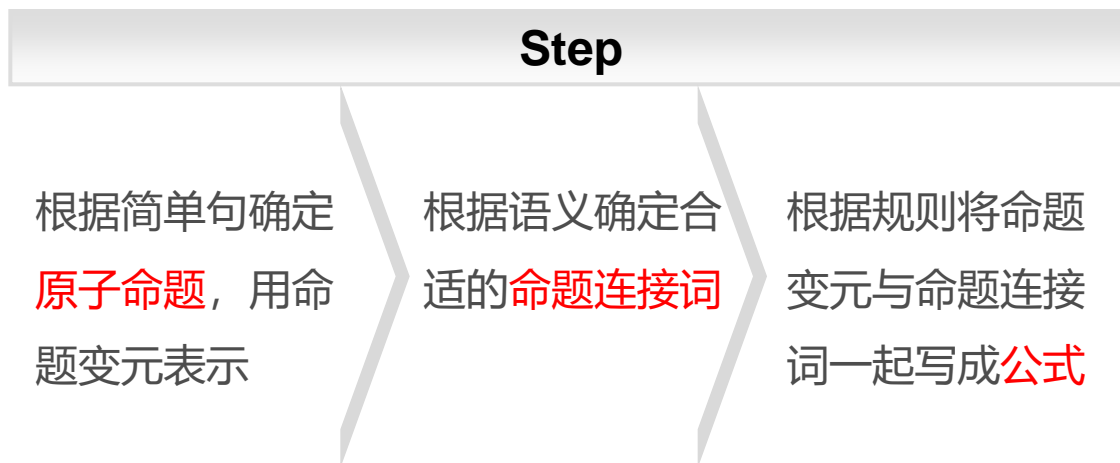 Step
根据简单句确定
原子命题，用命
题变元表示
根据语义确定合
适的命题连接词
根据规则将命题
变元与命题连接
词一起写成公式